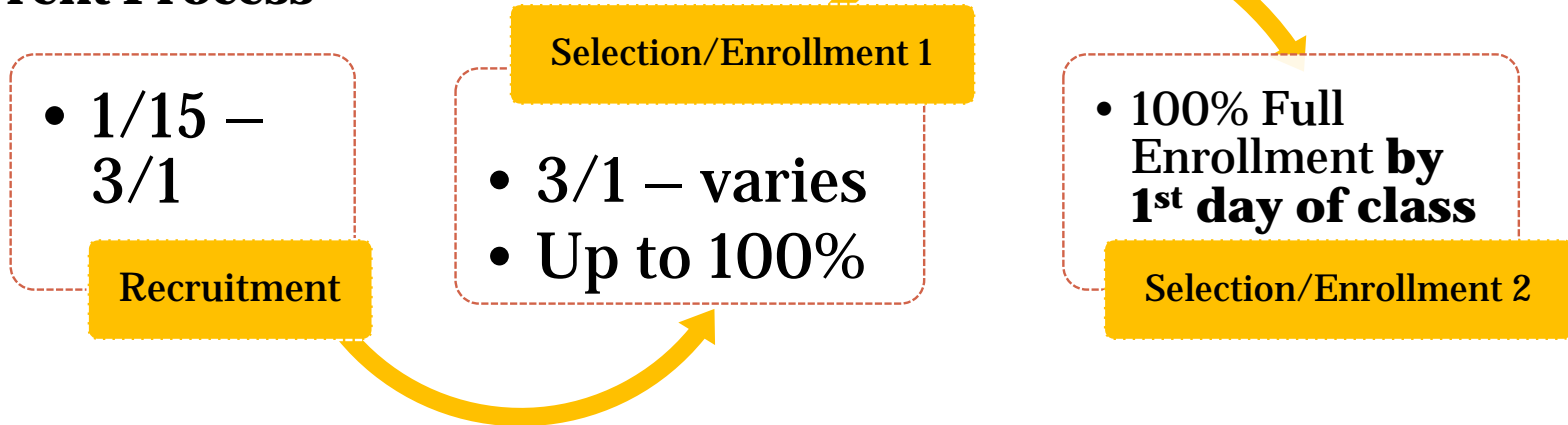 • 1/15 –
3/1
Recruitment
Selection/Enrollment 1
• 3/1 – varies
• Up to 100%
• 100% Full
Enrollment by
1st day of class
Selection/Enrollment 2